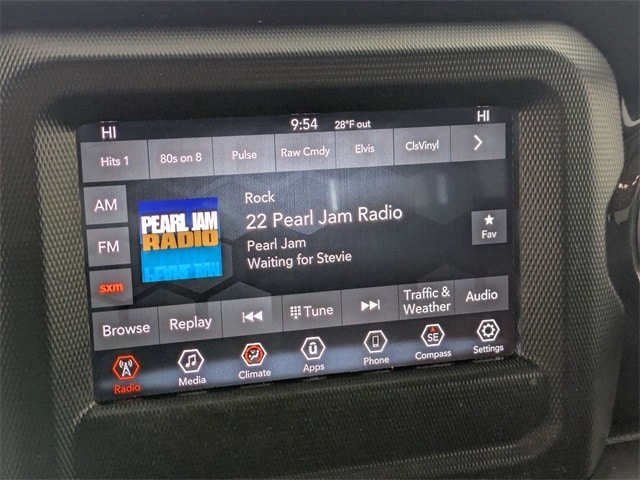 HI 9:54 28°F out HI
Hits 1 80s on 8 Pulse Raw Cmdy Elvis ClsVinyl
AM
FM
sxm
PEARL JAM
RADIO
Rock
22 Pearl Jam Radio
Pearl Jam
Waiting for Stevie
Fav
Browse Replay Tune Traffic &
Weather Audio
Radio Media Climate Apps Phone SE Compass Settings